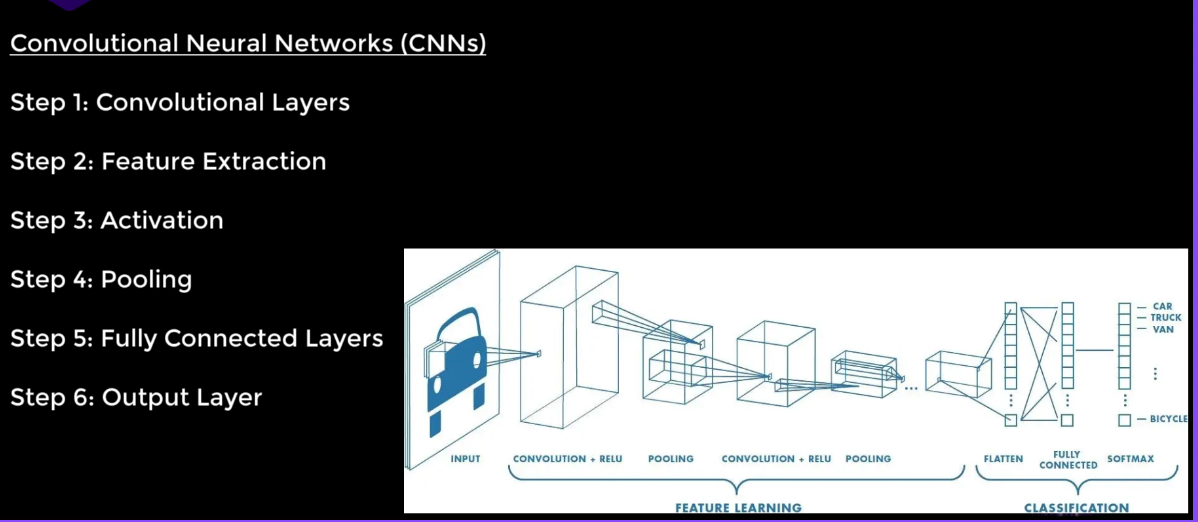 Convolutional Neural Networks (CNNs)
Step 1: Convolutional Layers
Step 2: Feature Extraction
Step 3: Activation
Step 4: Pooling
Step 5: Fully Connected Layers
Step 6: Output Layer
CAR
TRUCK
VAN
BICYCLE
INPUT
CONVOLUTION + RELU
POOLING
CONVOLUTION + RELU
POOLING
FLATTEN
FULLY
CONNECTED
SOFTMAX
FEATURE LEARNING
CLASSIFICATION